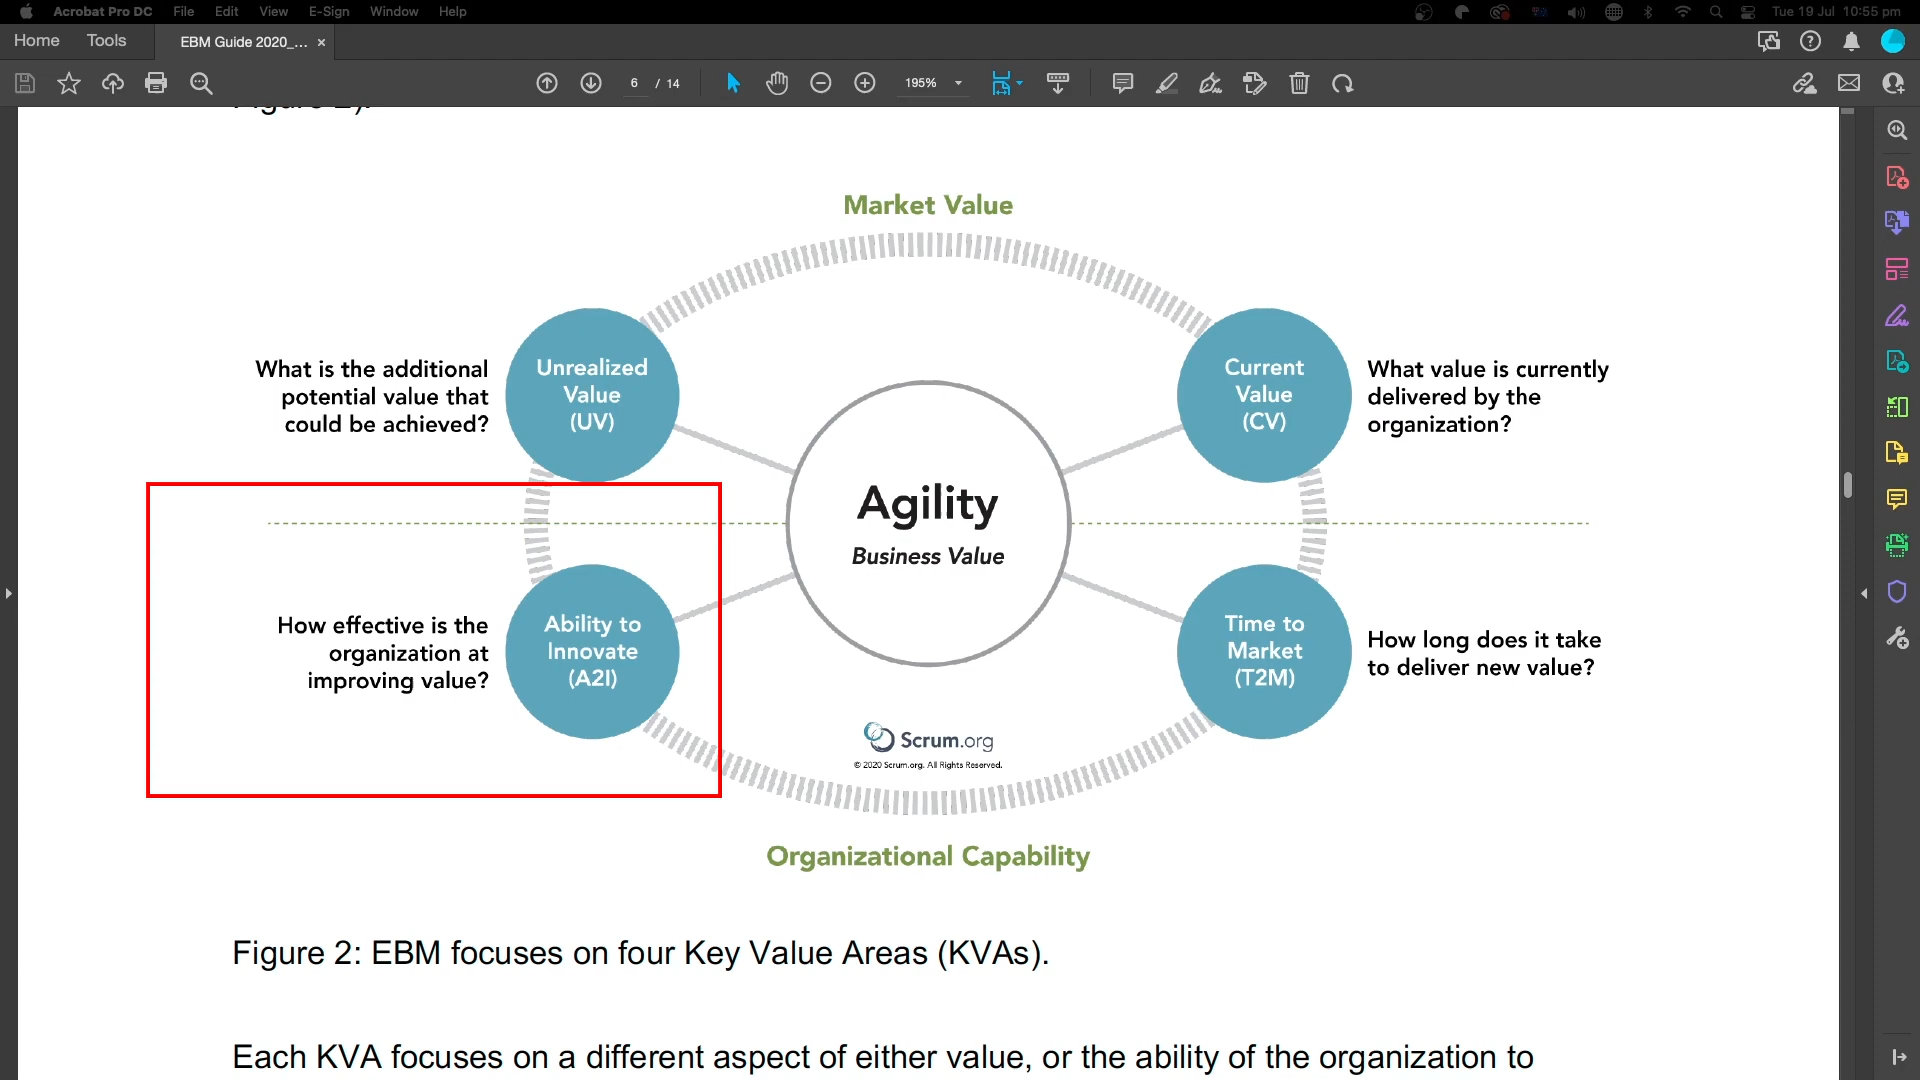 Acrobat Pro DC File Edit View E-Sign Window Help Tue 19 Jul 10:55 pm
Home Tools EBM Guide 2020_... ×
6 / 14 195%
Market Value
What is the additional
potential value that
could be achieved?
Unrealized
Value
(UV)
Current
Value
(CV)
What value is currently
delivered by the
organization?
Agility
Business Value
How effective is the
organization at
improving value?
Ability to
Innovate
(A2I)
Time to
Market
(T2M)
How long does it take
to deliver new value?
Scrum.org
© 2020 Scrum.org. All Rights Reserved.
Organizational Capability
Figure 2: EBM focuses on four Key Value Areas (KVAs).
Each KVA focuses on a different aspect of either value, or the ability of the organization to